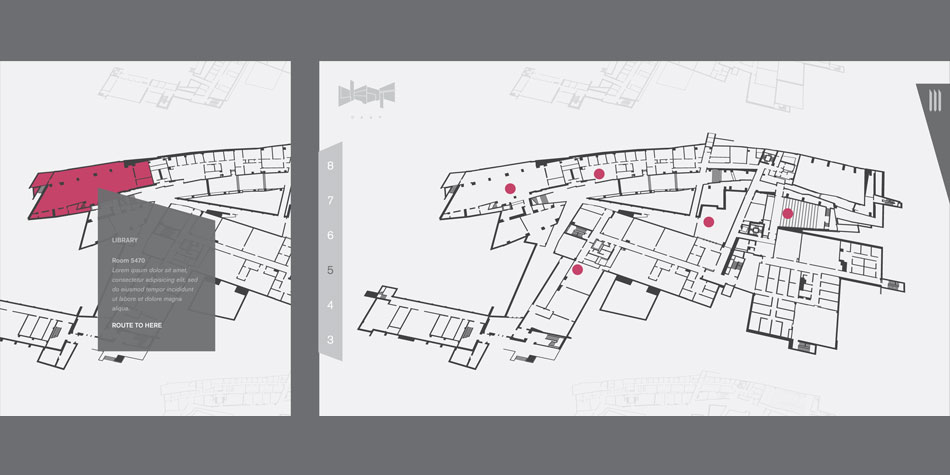 LIBRARY
Room 5470
Lorem ipsum dolor sit amet,
consectetur adipiscing elit, sed
do eiusmod tempor incididunt
ut labore et dolore magna
aliqua.
ROUTE TO HERE
8
7
6
5
4
3